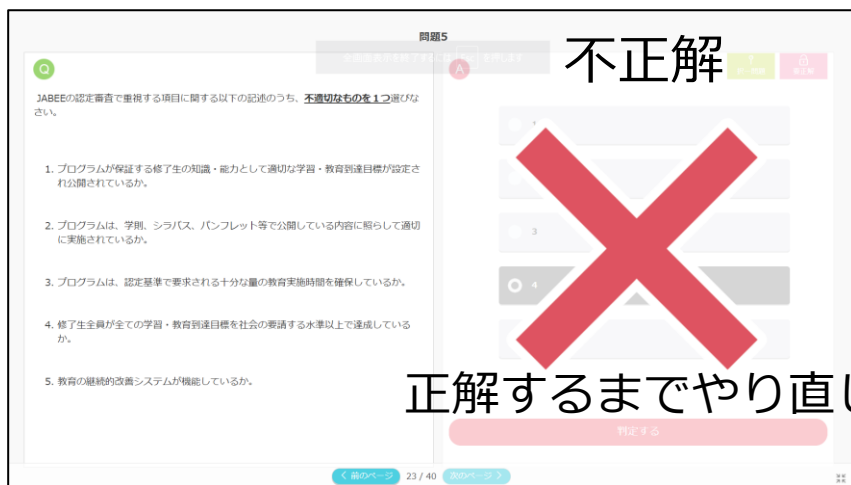 問題5
不正解
Q
A
JABEEの認定審査で重視する項目に関する以下の記述のうち、不適切なものを１つ選びな
さい。
1. プログラムが保証する修了生の知識・能力として適切な学習・教育到達目標が設定さ
れ公開されているか。
2. プログラムは、学則、シラバス、パンフレット等で公開している内容に照らして適切
に実施されているか。
3. プログラムは、認定基準で要求される十分な量の教育実施時間を確保しているか。
4. 修了生全員が全ての学習・教育到達目標を社会の要請する水準以上で達成している
か。
5. 教育の継続的改善システムが機能しているか。
3
4
正解するまでやり直し
判定する
前のページ
23 / 40
次のページ